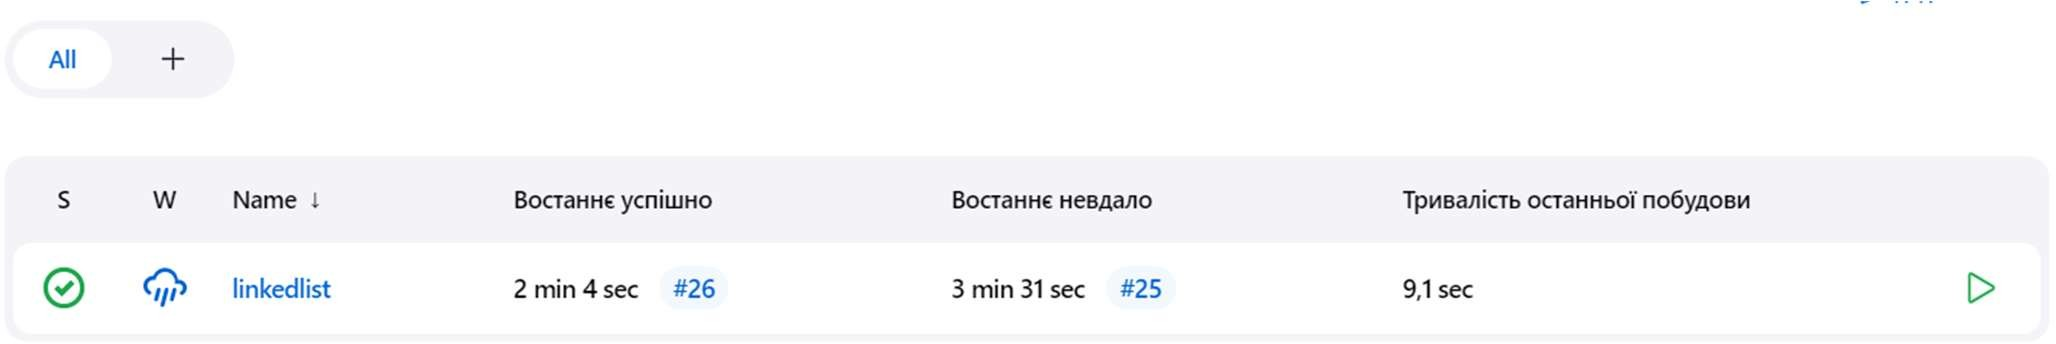 All +
S W Name ↓ Востаннє успішно Востаннє невдало Тривалість останньої побудови
linkedlist 2 min 4 sec #26 3 min 31 sec #25 9,1 sec